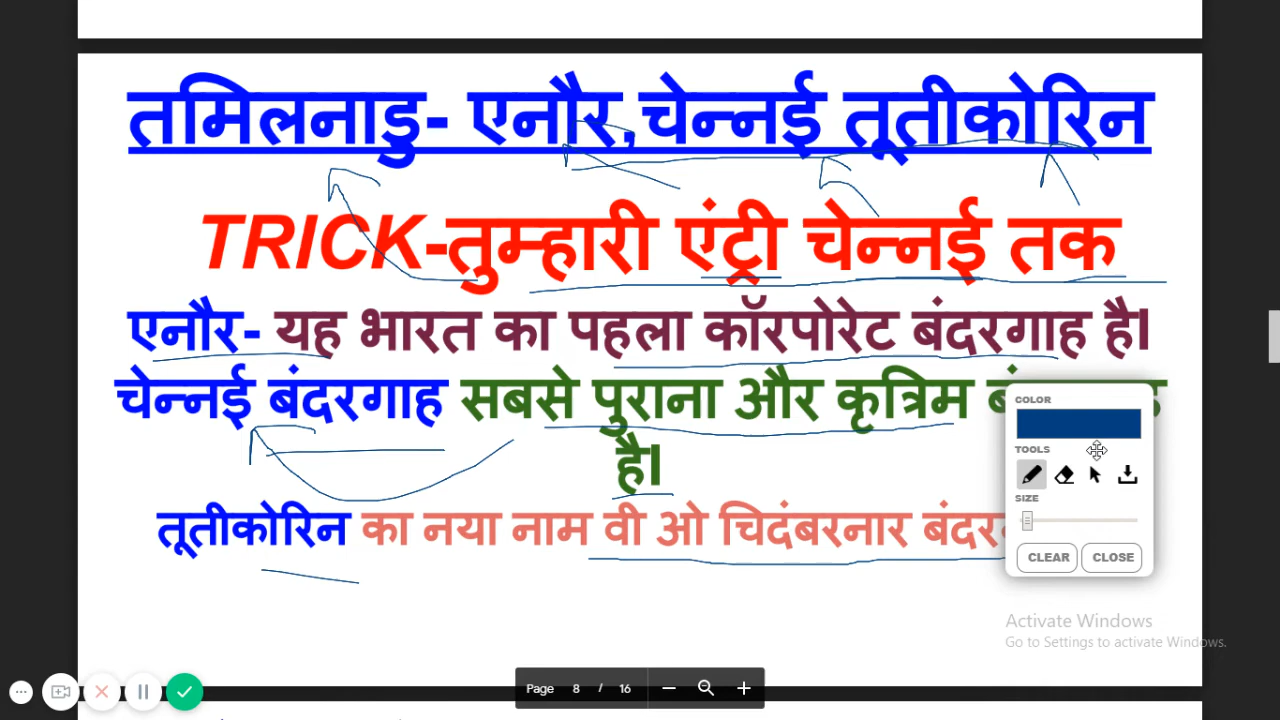 तमिलनाडु- एनौर,चेन्नई तूतीकोरिन
TRICK-तुम्हारी एंट्री चेन्नई तक
एनौर- यह भारत का पहला कॉरपोरेट बंदरगाह है।
चेन्नई बंदरगाह सबसे पुराना और कृत्रिम
है।
तूतीकोरिन का नया नाम वी ओ चिदंबरनार
COLOR
TOOLS
SIZE
CLEAR CLOSE
Activate Windows
Go to Settings to activate Windows.
Page 8 / 16